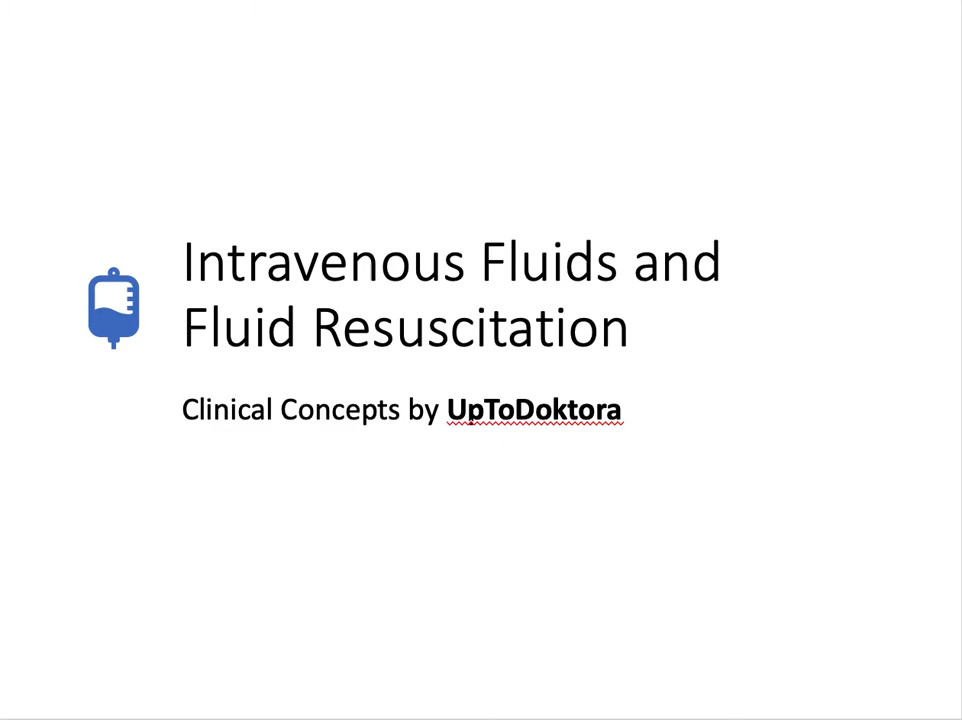 Intravenous Fluids and
Fluid Resuscitation
Clinical Concepts by UpToDoktora